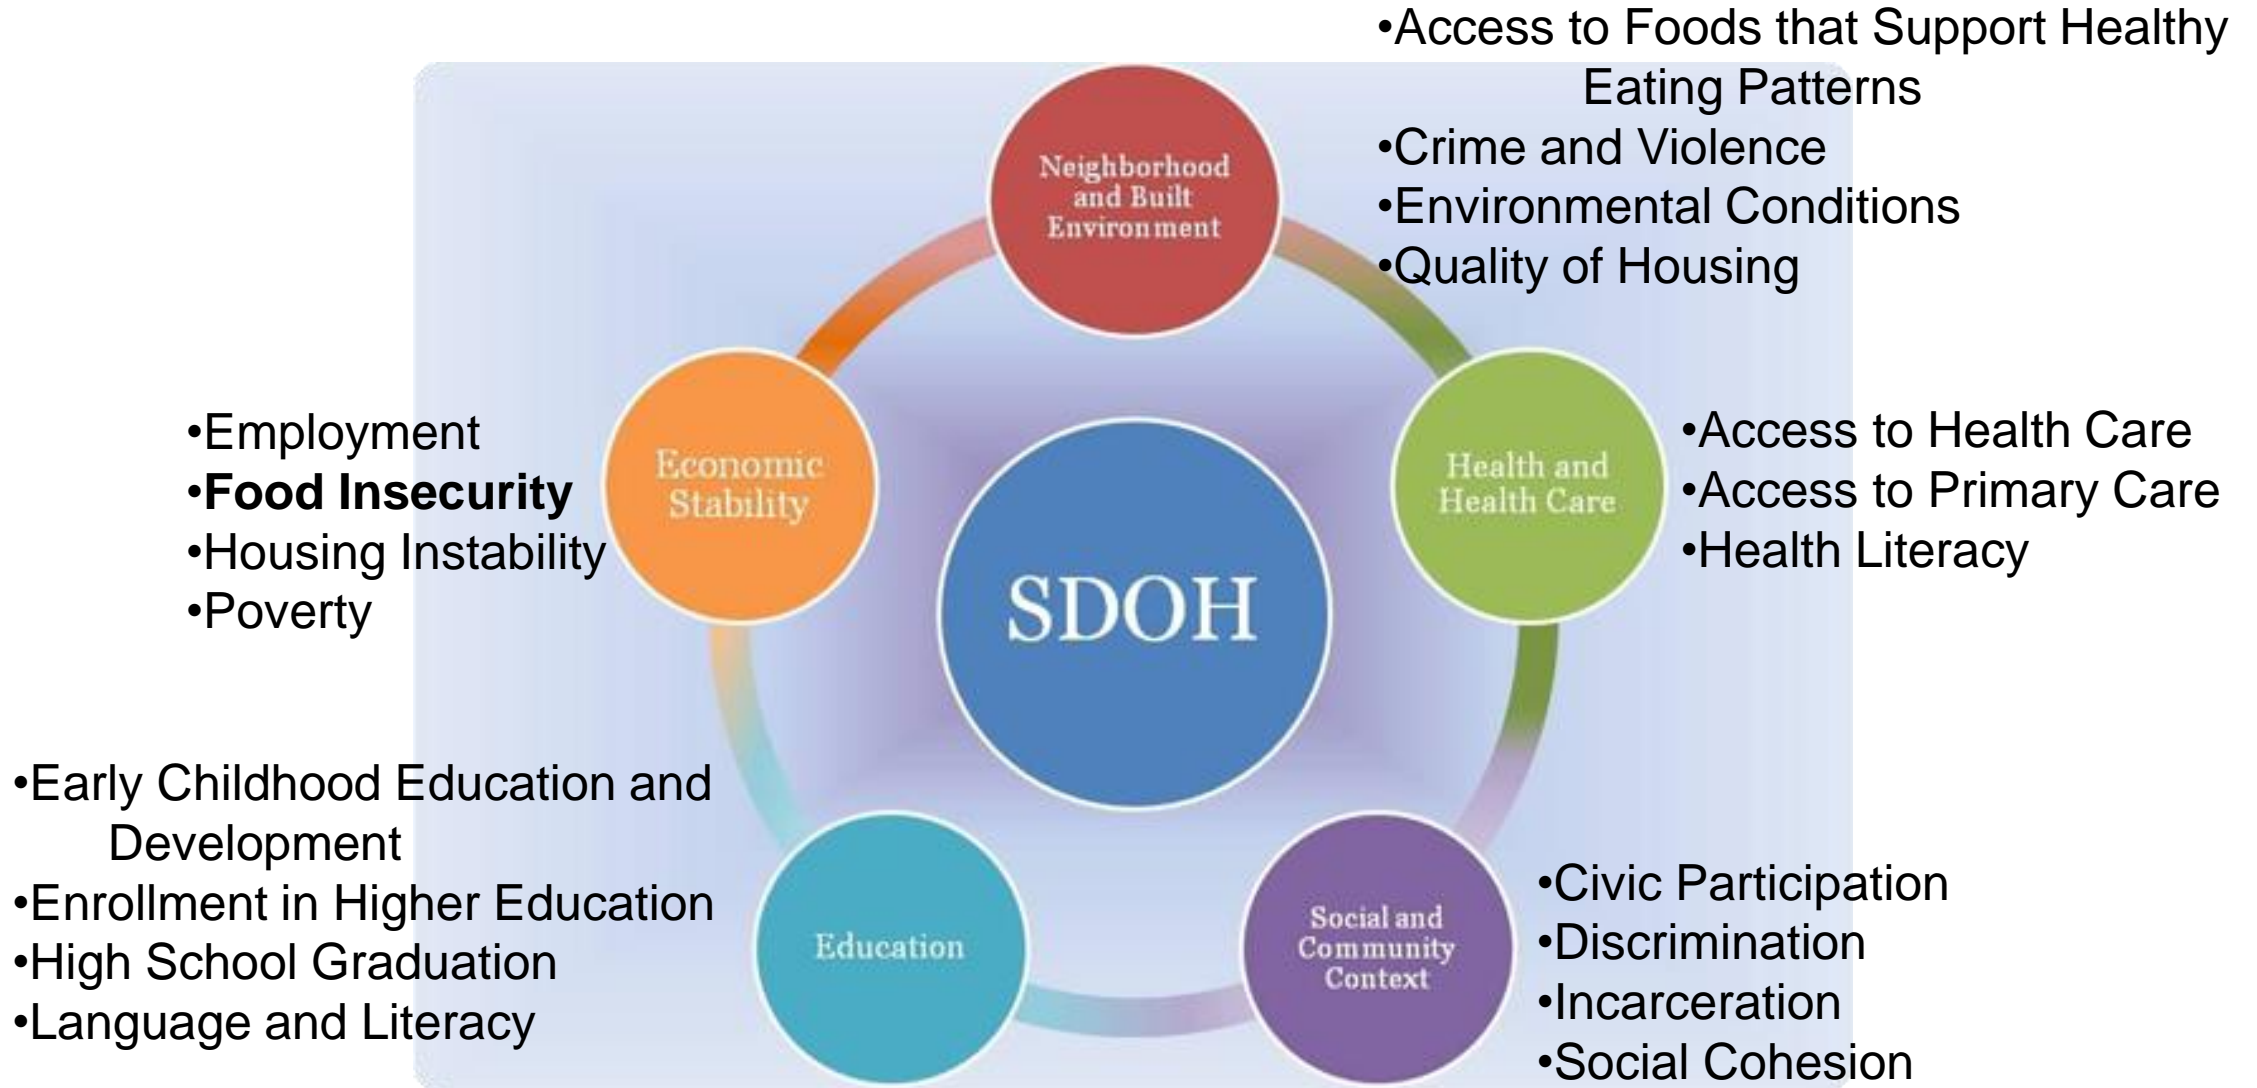 •Access to Foods that Support Healthy
Eating Patterns
•Crime and Violence
•Environmental Conditions
•Quality of Housing
Neighborhood
and Built
Environment
•Employment
•Food Insecurity
•Housing Instability
•Poverty
Economic
Stability
SDOH
Health and
Health Care
•Access to Health Care
•Access to Primary Care
•Health Literacy
•Early Childhood Education and
Development
•Enrollment in Higher Education
•High School Graduation
•Language and Literacy
Education
Social and
Community
Context
•Civic Participation
•Discrimination
•Incarceration
•Social Cohesion